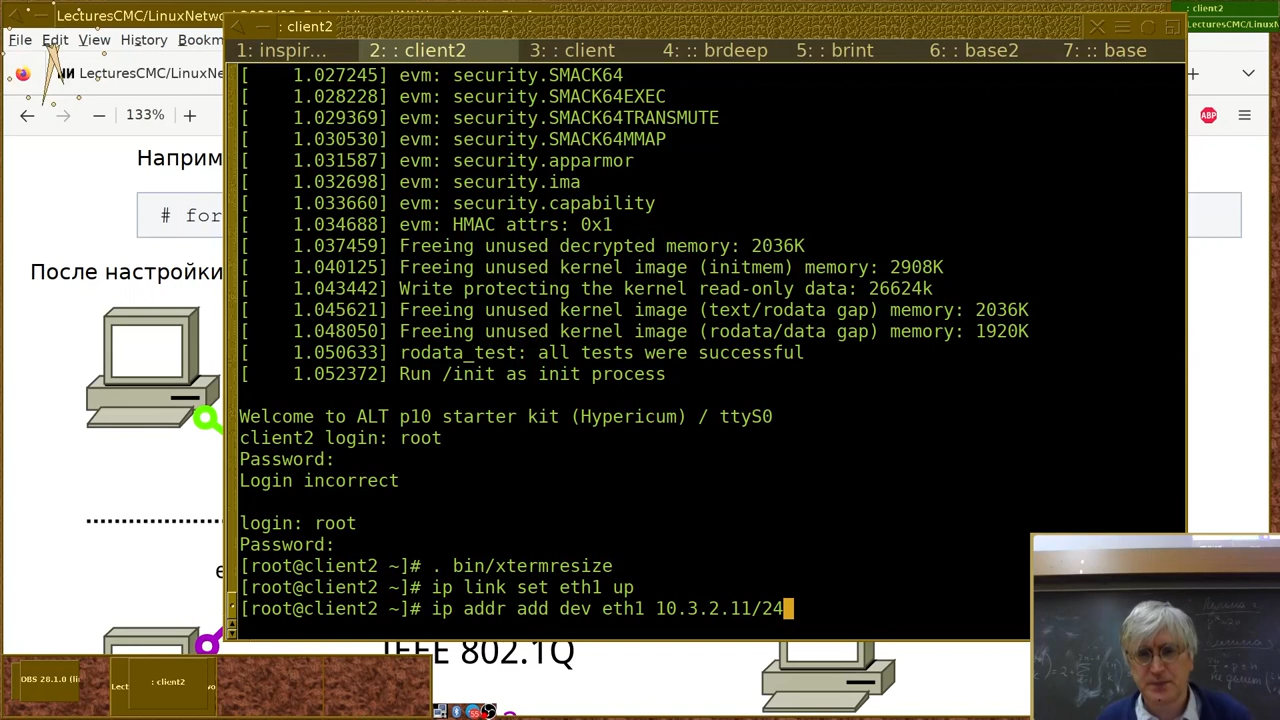 LecturesCMC/LinuxNetwo
: client2
: client2
LecturesCMC/LinuxNetwor
File Edit View History Bookm
1: inspir... 2: : client2 3: : client 4: :: brdeep 5: : brint 6: : base2 7: :: base
LecturesCMC/LinuxNe
133%
ABP
Наприм
# for
После настройки
[ 1.027245] evm: security.SMACK64
[ 1.028228] evm: security.SMACK64EXEC
[ 1.029369] evm: security.SMACK64TRANSMUTE
[ 1.030530] evm: security.SMACK64MMAP
[ 1.031587] evm: security.apparmor
[ 1.032698] evm: security.ima
[ 1.033660] evm: security.capability
[ 1.034688] evm: HMAC attrs: 0x1
[ 1.037459] Freeing unused decrypted memory: 2036K
[ 1.040125] Freeing unused kernel image (initmem) memory: 2908K
[ 1.043442] Write protecting the kernel read-only data: 26624k
[ 1.045621] Freeing unused kernel image (text/rodata gap) memory: 2036K
[ 1.048050] Freeing unused kernel image (rodata/data gap) memory: 1920K
[ 1.050633] rodata_test: all tests were successful
[ 1.052372] Run /init as init process
Welcome to ALT p10 starter kit (Hypericum) / ttyS0
client2 login: root
Password:
Login incorrect
login: root
Password:
[root@client2 ~]# . bin/xtermresize
[root@client2 ~]# ip link set eth1 up
[root@client2 ~]# ip addr add dev eth1 10.3.2.11/24
IEEE 802.1Q
OBS 28.1.0 (li
Lect
: client2